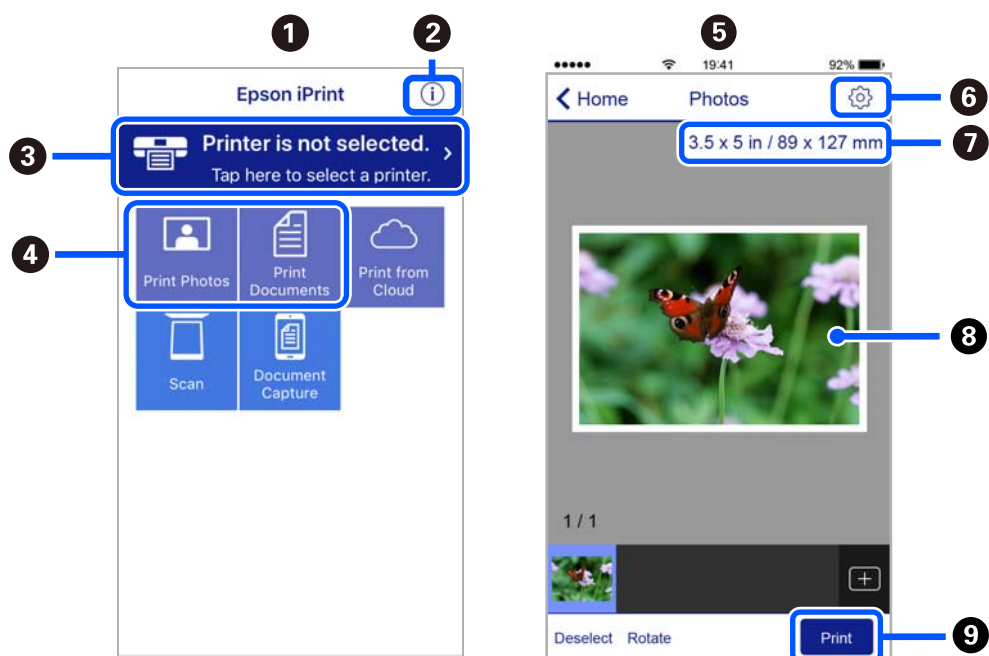 1
2
Epson iPrint
3
Printer is not selected.
Tap here to select a printer.
4
Print Photos
Print
Documents
Print from
Cloud
Scan
Document
Capture
5
19:41
92%
Home
Photos
6
3.5 x 5 in / 89 x 127 mm
7
8
1 / 1
Deselect
Rotate
Print
9